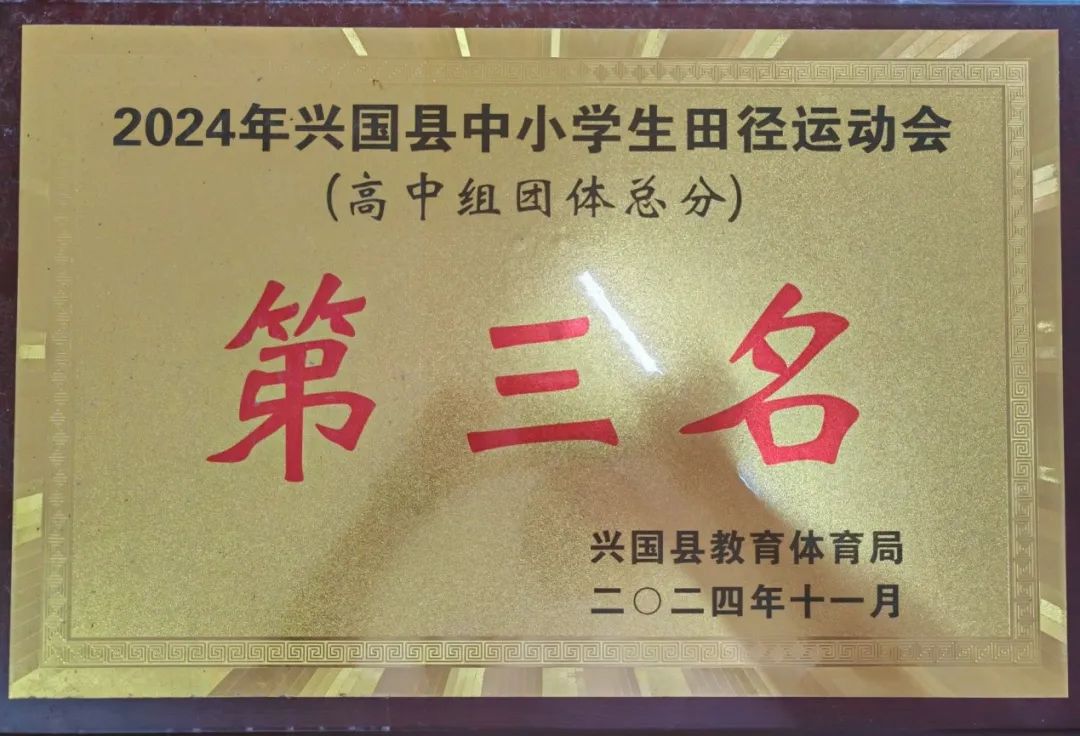 2024年兴国县中小学生田径运动会
(高中组团体总分)
第三名
兴国县教育体育局
二〇二四年十一月